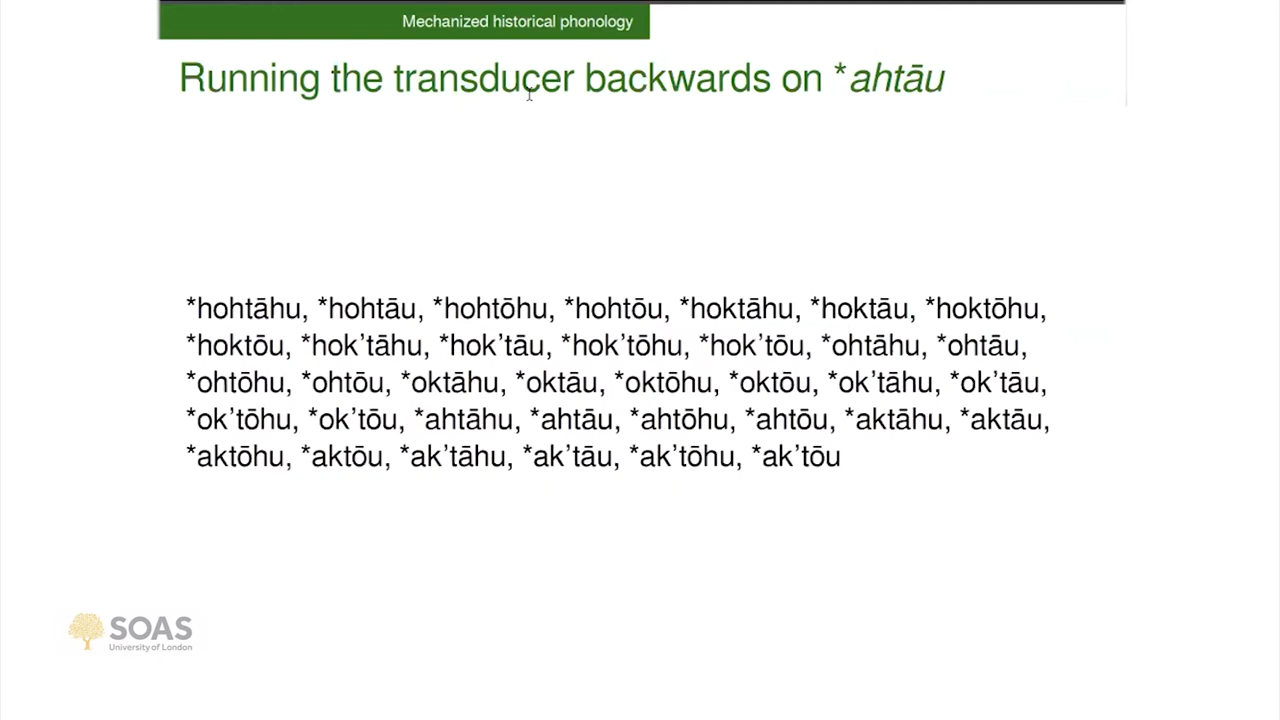 Mechanized historical phonology
Running the transducer backwards on *ahtāu
*hohtāhu, *hohtāu, *hohtōhu, *hohtōu, *hoktāhu, *hoktāu, *hoktōhu,
*hoktōu, *hok’tāhu, *hok’tāu, *hok’tōhu, *hok’tōu, *ohtāhu, *ohtāu,
*ohtōhu, *ohtōu, *oktāhu, *oktāu, *oktōhu, *oktōu, *ok’tāhu, *ok’tāu,
*ok’tōhu, *ok’tōu, *ahtāhu, *ahtāu, *ahtōhu, *ahtōu, *aktāhu, *aktāu,
*aktōhu, *aktōu, *ak’tāhu, *ak’tāu, *ak’tōhu, *ak’tōu
SOAS
University of London